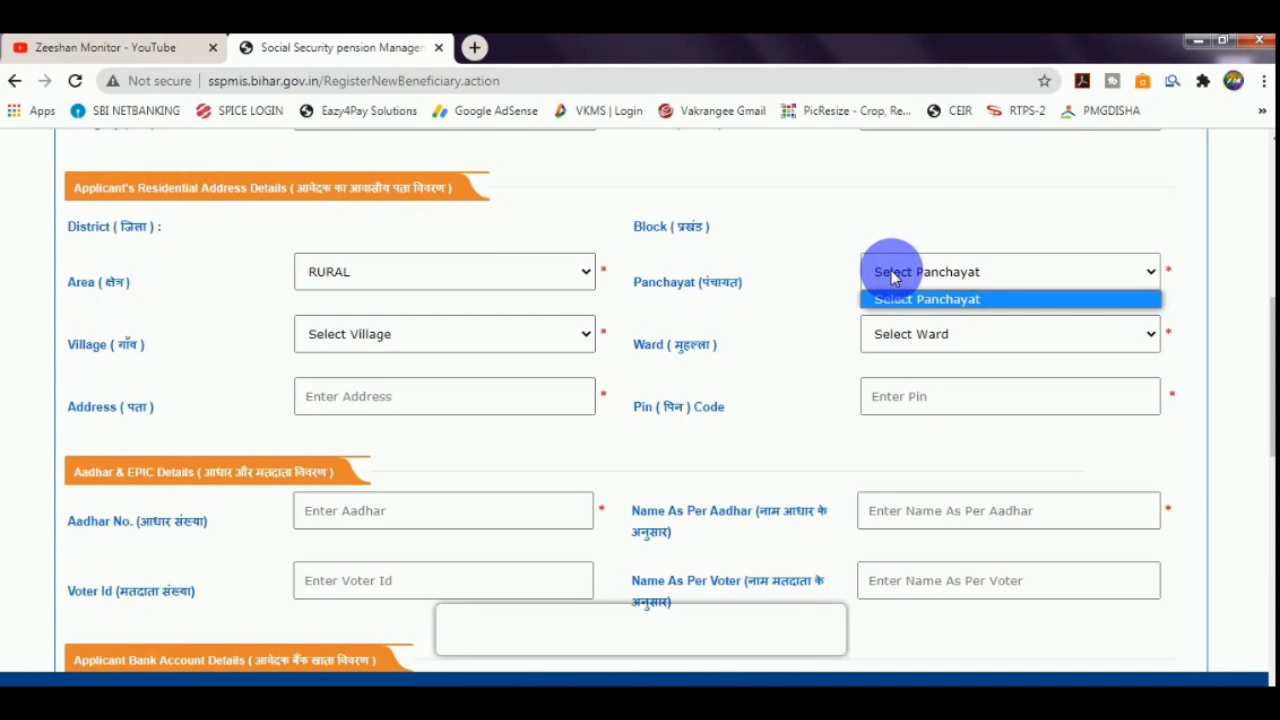 Zeeshan Monitor - YouTube
Social Security pension Manager
Not secure sspmis.bihar.gov.in/RegisterNewBeneficiary.action
Apps SBI NETBANKING SPICE LOGIN Eazy4Pay Solutions Google AdSense VKMS | Login Vakrangee Gmail PicResize - Crop, Re... CEIR RTPS-2 PMGDISHA »
Applicant's Residential Address Details ( आवेदक का आवासीय पता विवरण )
District ( जिला ) : Block ( प्रखंड )
Area ( क्षेत्र ) RURAL * Panchayat (पंचायत) Select Panchayat *
Select Panchayat
Village ( गाँव ) Select Village * Ward ( मुहल्ला ) Select Ward *
Address ( पता ) Enter Address * Pin ( पिन ) Code Enter Pin *
Aadhar & EPIC Details ( आधार और मतदाता विवरण )
Aadhar No. (आधार संख्या) Enter Aadhar * Name As Per Aadhar (नाम आधार के Enter Name As Per Aadhar *
अनुसार)
Voter Id (मतदाता संख्या) Enter Voter Id Name As Per Voter (नाम मतदाता के Enter Name As Per Voter
अनुसार)
Applicant Bank Account Details ( आवेदक बैंक खाता विवरण )